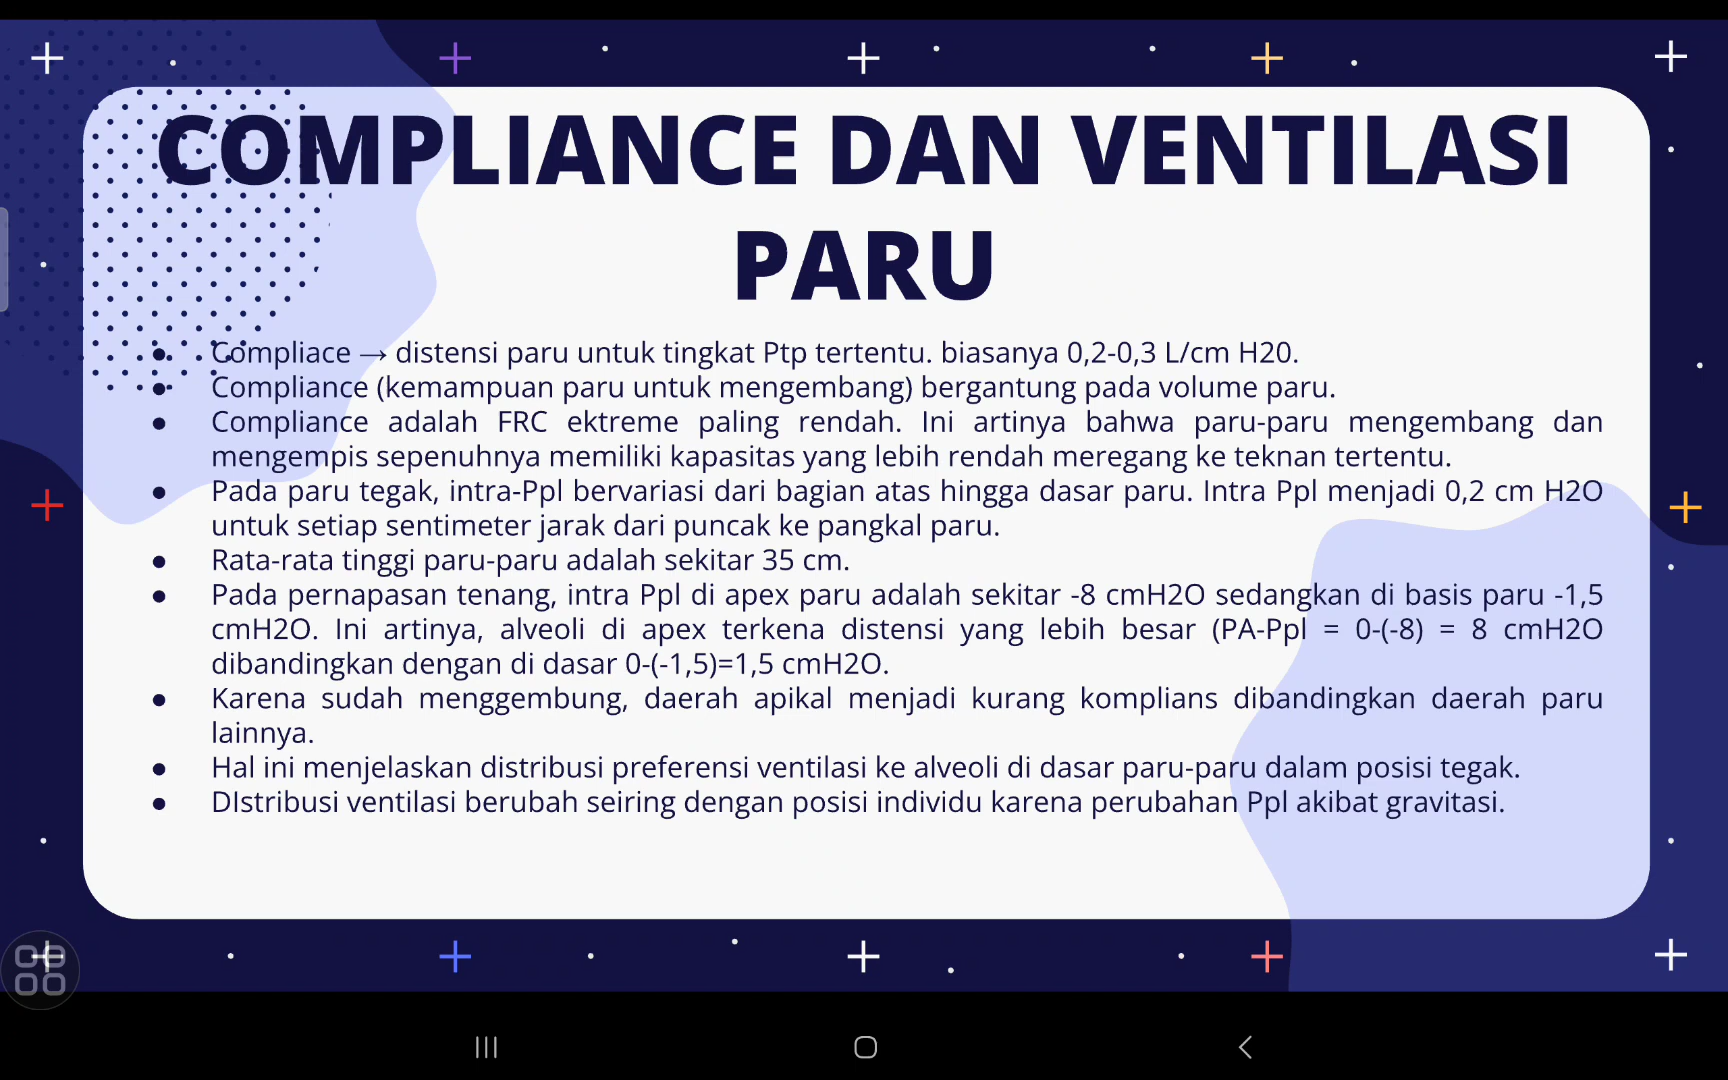 COMPLIANCE DAN VENTILASI
PARU
● Compliace → distensi paru untuk tingkat Ptp tertentu. biasanya 0,2-0,3 L/cm H20.
● Compliance (kemampuan paru untuk mengembang) bergantung pada volume paru.
● Compliance adalah FRC ektreme paling rendah. Ini artinya bahwa paru-paru mengembang dan
mengempis sepenuhnya memiliki kapasitas yang lebih rendah meregang ke teknan tertentu.
● Pada paru tegak, intra-Ppl bervariasi dari bagian atas hingga dasar paru. Intra Ppl menjadi 0,2 cm H2O
untuk setiap sentimeter jarak dari puncak ke pangkal paru.
● Rata-rata tinggi paru-paru adalah sekitar 35 cm.
● Pada pernapasan tenang, intra Ppl di apex paru adalah sekitar -8 cmH2O sedangkan di basis paru -1,5
cmH2O. Ini artinya, alveoli di apex terkena distensi yang lebih besar (PA-Ppl = 0-(-8) = 8 cmH2O
dibandingkan dengan di dasar 0-(-1,5)=1,5 cmH2O.
● Karena sudah menggembung, daerah apikal menjadi kurang komplians dibandingkan daerah paru
lainnya.
● Hal ini menjelaskan distribusi preferensi ventilasi ke alveoli di dasar paru-paru dalam posisi tegak.
● DIstribusi ventilasi berubah seiring dengan posisi individu karena perubahan Ppl akibat gravitasi.